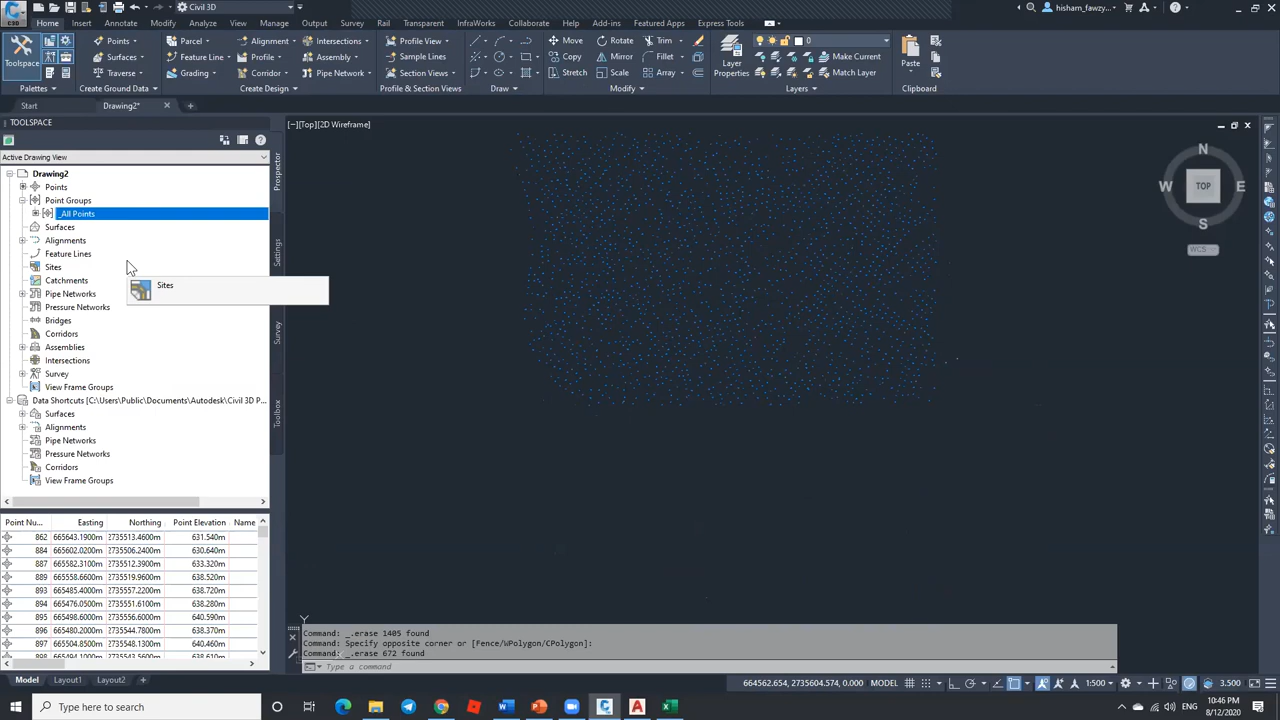 C3D Civil 3D hisham_fawzy...
Home Insert Annotate Modify Analyze View Manage Output Survey Rail Transparent InfraWorks Collaborate Help Add-ins Featured Apps Express Tools
Toolspace
Points Parcel Alignment Intersections Profile View Move Rotate Trim 0
Surfaces Feature Line Profile Assembly Sample Lines Copy Mirror Fillet Make Current
Traverse Grading Corridor Pipe Network Section Views Stretch Scale Array Match Layer
Layer Properties Paste
Palettes Create Ground Data Create Design Profile & Section Views Draw Modify Layers Clipboard
Start Drawing2*
TOOLSPACE
[−][Top][2D Wireframe]
Active Drawing View
Drawing2
Points
Point Groups
_All Points
Surfaces
Alignments
Feature Lines
Sites
Catchments
Pipe Networks
Pressure Networks
Bridges
Corridors
Assemblies
Intersections
Survey
View Frame Groups
Data Shortcuts [C:\Users\Public\Documents\Autodesk\Civil 3D P...
Surfaces
Alignments
Pipe Networks
Pressure Networks
Corridors
View Frame Groups
Sites
Prospector
Settings
Survey
Toolbox
N
W TOP E
S
WCS
Point Nu... Easting Northing Point Elevation Name
862 665643.1900m 2735513.4600m 631.540m
884 665602.0200m 2735506.2400m 630.640m
887 665582.3100m 2735512.3900m 633.320m
889 665558.6600m 2735519.9600m 638.520m
893 665485.4000m 2735557.2200m 638.720m
894 665476.0500m 2735551.6100m 638.280m
895 665498.6000m 2735556.6000m 640.590m
896 665480.2000m 2735544.7800m 638.370m
897 665504.8500m 2735548.1300m 640.460m
898 665494.1000m 2735543.5600m 638.610m
Y
Command: _.erase 1405 found
Command: Specify opposite corner or [Fence/WPolygon/CPolygon]:
Command: _.erase 672 found
Type a command
Model Layout1 Layout2
664562.654, 2735604.574, 0.000 MODEL 1:500 3.500
Type here to search
10:46 PM
8/12/2020